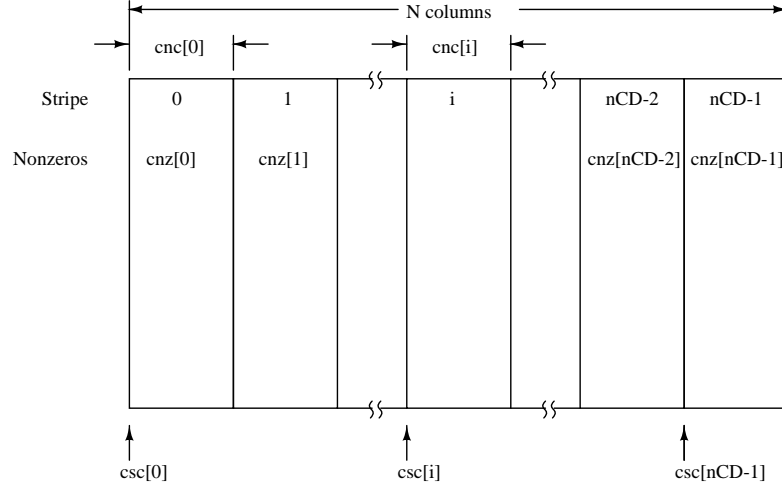 N columns
cnc[0] cnc[i]
Stripe 0 1 i nCD-2 nCD-1
Nonzeros cnz[0] cnz[1] cnz[nCD-2] cnz[nCD-1]
csc[0] csc[i] csc[nCD-1]